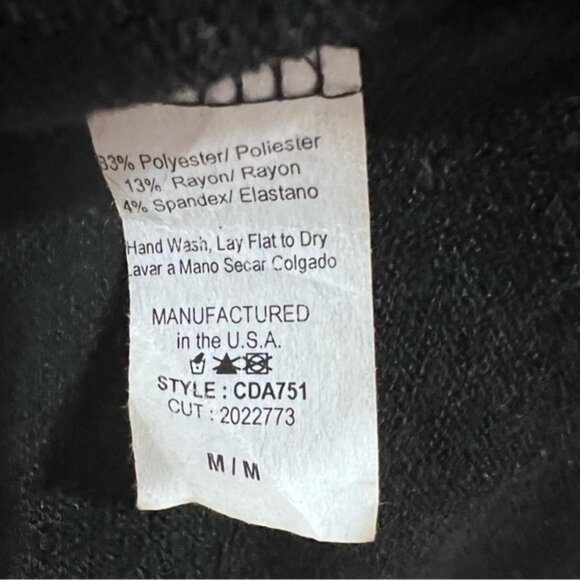 83% Polyester/ Poliester
13% Rayon/ Rayon
4% Spandex/ Elastano
Hand Wash, Lay Flat to Dry
Lavar a Mano Secar Colgado
MANUFACTURED
in the U.S.A.
STYLE : CDA751
CUT : 2022773
M / M